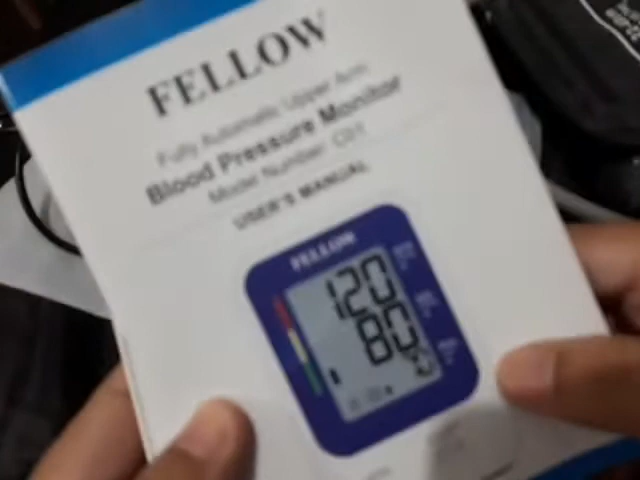 FELLOW
Fully Automatic Upper Arm
Blood Pressure Monitor
Model Number: C01
USER'S MANUAL
FELLOW
120
80